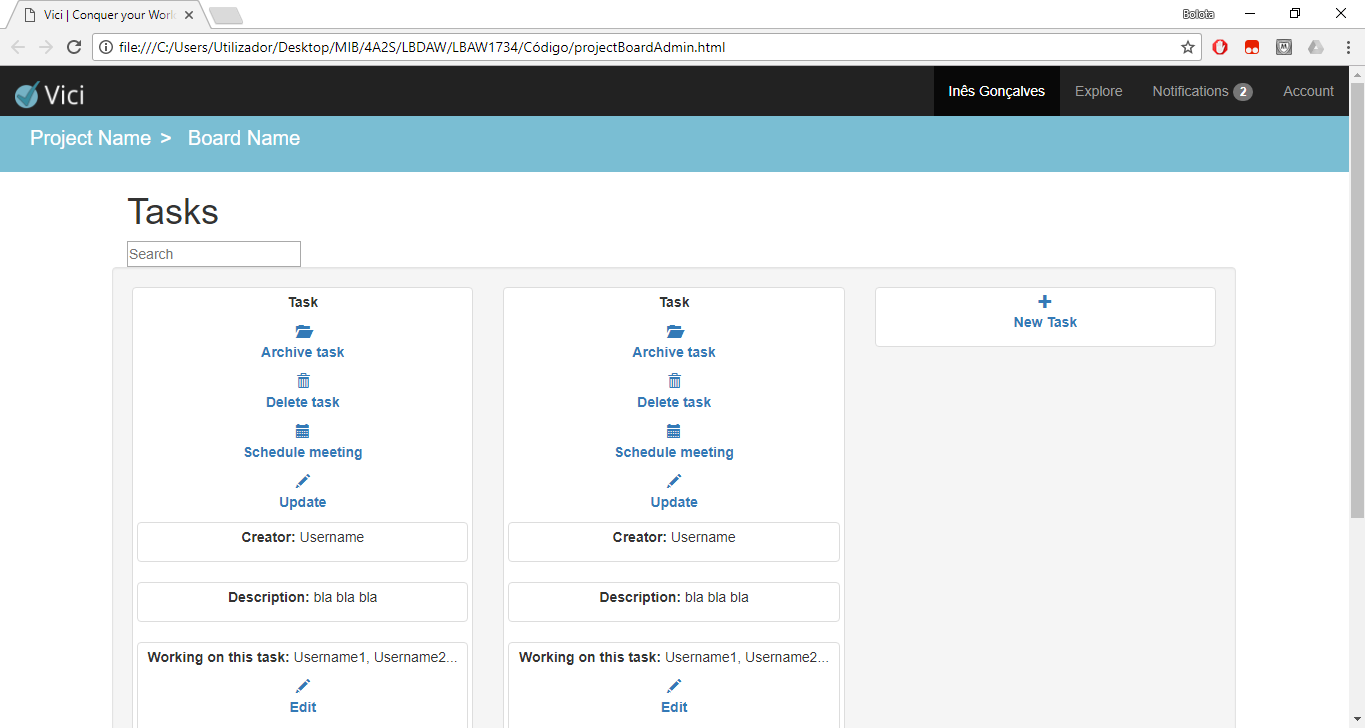 Vici | Conquer your Worl
Bolota
file:///C:/Users/Utilizador/Desktop/MIB/4A2S/LBDAW/LBAW1734/Código/projectBoardAdmin.html
Vici
Inês Gonçalves Explore Notifications 2 Account
Project Name > Board Name
Tasks
Search
Task
Archive task
Delete task
Schedule meeting
Update
Creator: Username
Description: bla bla bla
Working on this task: Username1, Username2...
Edit
Task
Archive task
Delete task
Schedule meeting
Update
Creator: Username
Description: bla bla bla
Working on this task: Username1, Username2...
Edit
New Task